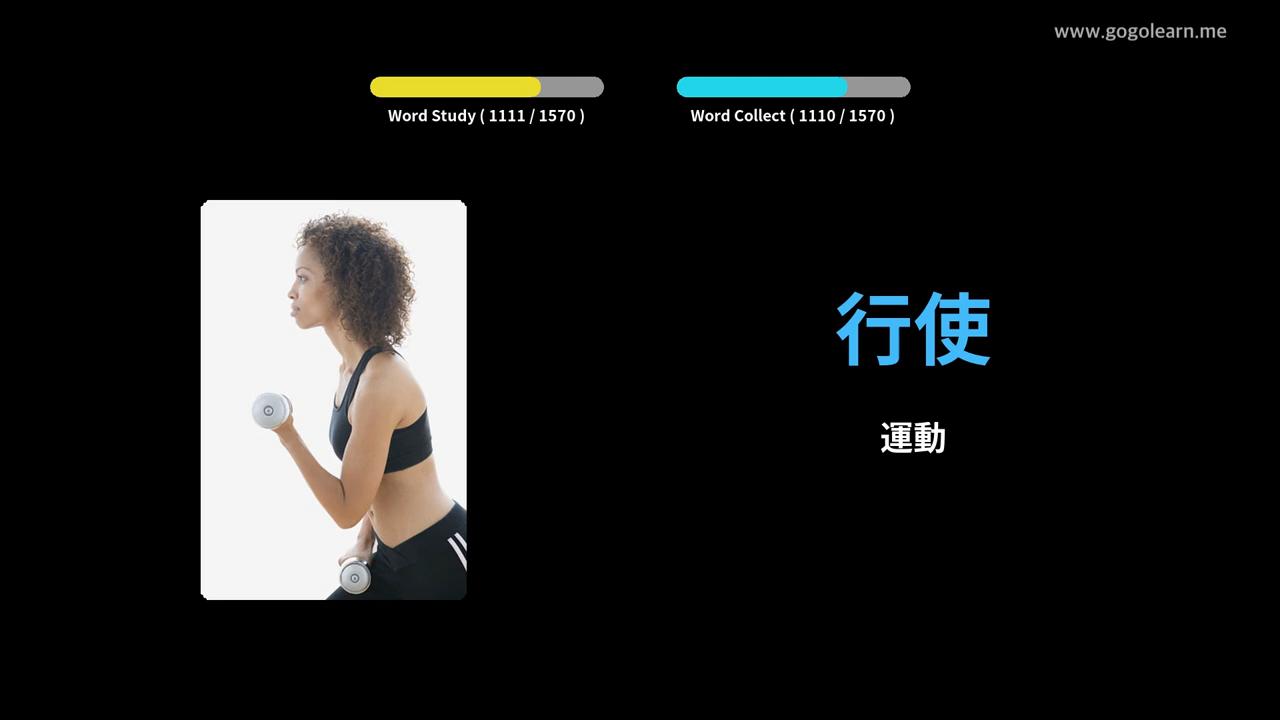 www.gogolearn.me
Word Study ( 1111 / 1570 )
Word Collect ( 1110 / 1570 )
行使
運動